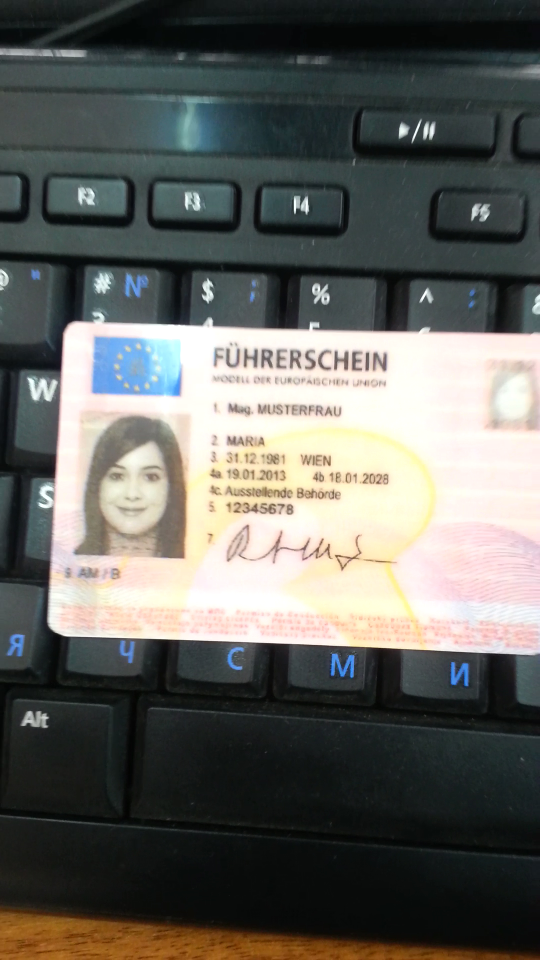 ▶/II
F2
F3
F4
F5
@ "
# №
$ ;
%
^ :
W
S
FÜHRERSCHEIN
MODELL DER EUROPÄISCHEN UNION
1. Mag. MUSTERFRAU
2. MARIA
3. 31.12.1981 WIEN
4a. 19.01.2013 4b 18.01.2028
4c. Ausstellende Behörde
5. 12345678
7.
9. AM / B
Я
Ч
С
М
И
Alt